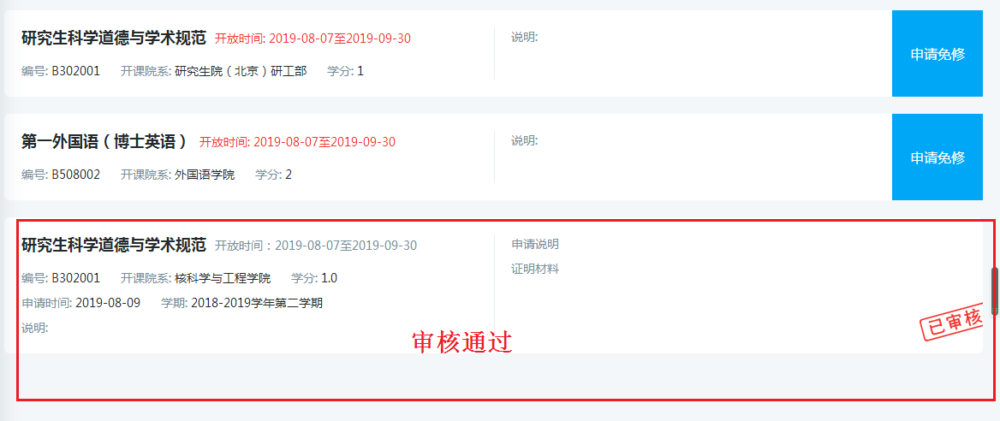 研究生科学道德与学术规范 开放时间: 2019-08-07至2019-09-30 说明:
申请免修
编号: B302001 开课院系: 研究生院（北京）研工部 学分: 1
第一外国语（博士英语） 开放时间: 2019-08-07至2019-09-30 说明:
申请免修
编号: B508002 开课院系: 外国语学院 学分: 2
研究生科学道德与学术规范 开放时间：2019-08-07至2019-09-30 申请说明
编号: B302001 开课院系: 核科学与工程学院 学分: 1.0 证明材料
申请时间: 2019-08-09 学期: 2018-2019学年第二学期
说明:
已审核
审核通过